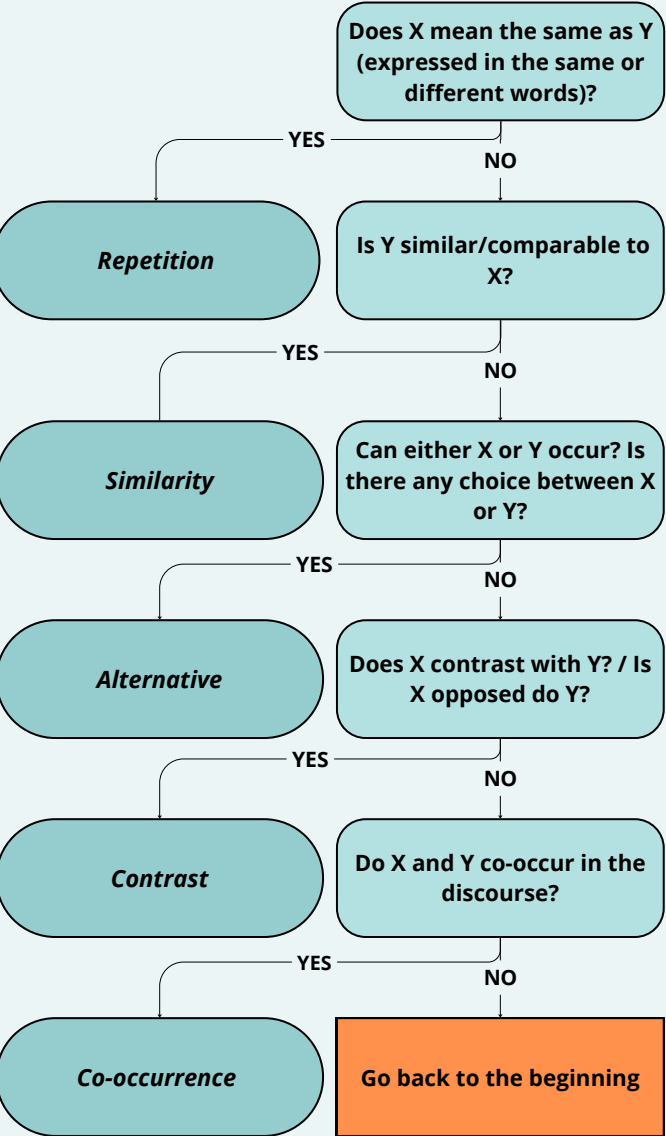 Does X mean the same as Y
(expressed in the same or
different words)?
YES
NO
Repetition
Is Y similar/comparable to
X?
YES
NO
Similarity
Can either X or Y occur? Is
there any choice between X
or Y?
YES
NO
Alternative
Does X contrast with Y? / Is
X opposed do Y?
YES
NO
Contrast
Do X and Y co-occur in the
discourse?
YES
NO
Co-occurrence
Go back to the beginning